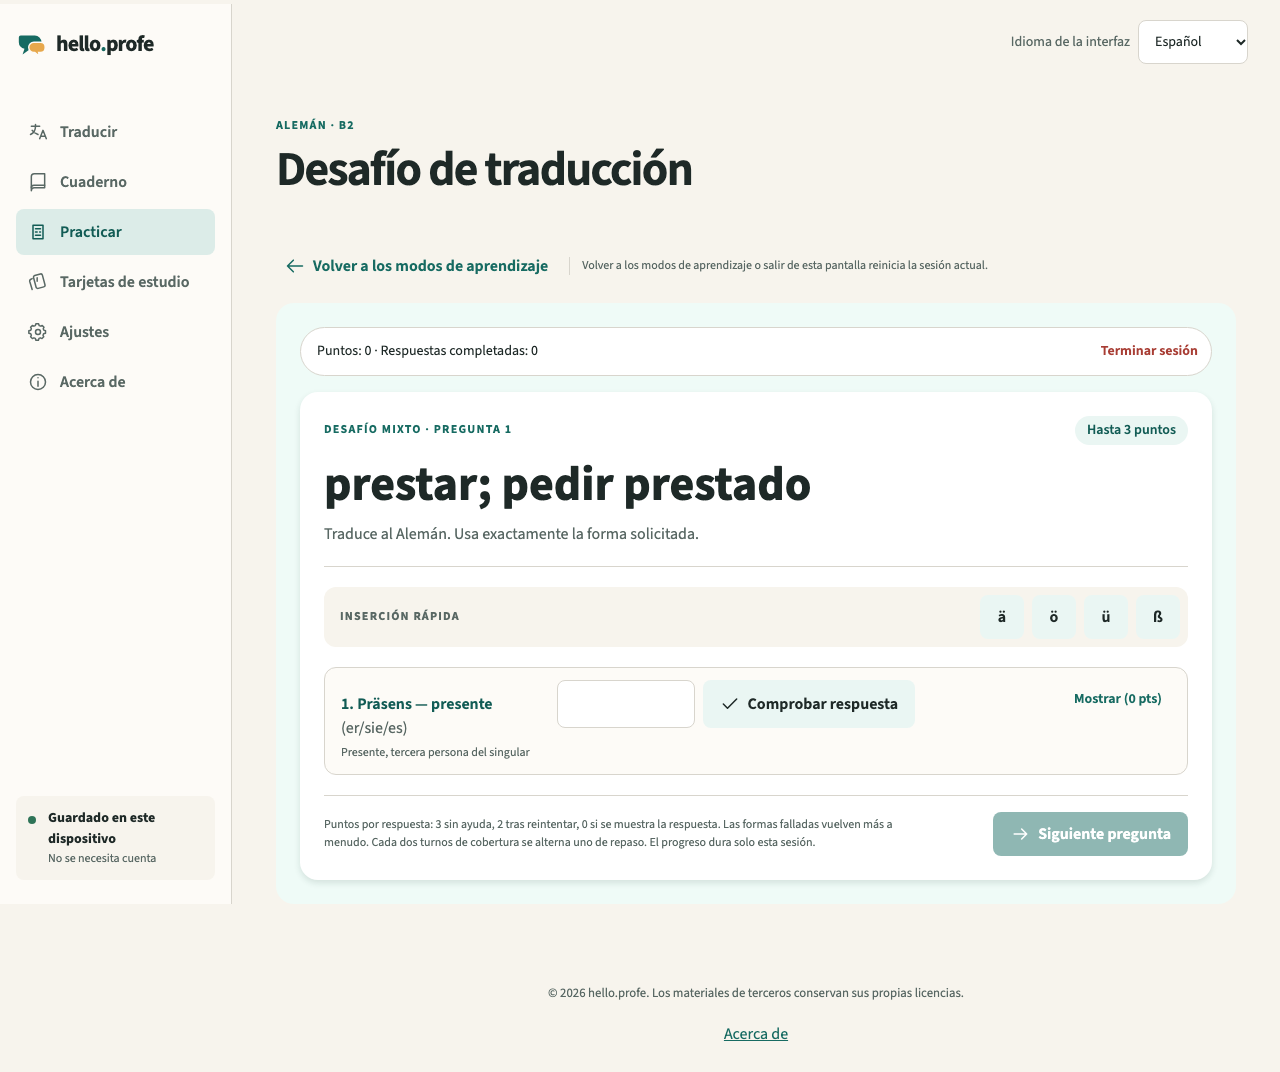 hello.profe
Idioma de la interfaz
Español
Traducir
Cuaderno
Practicar
Tarjetas de estudio
Ajustes
Acerca de
Guardado en este
dispositivo
No se necesita cuenta
ALEMÁN · B2
Desafío de traducción
Volver a los modos de aprendizaje
Volver a los modos de aprendizaje o salir de esta pantalla reinicia la sesión actual.
Puntos: 0 · Respuestas completadas: 0
Terminar sesión
DESAFÍO MIXTO · PREGUNTA 1
Hasta 3 puntos
prestar; pedir prestado
Traduce al Alemán. Usa exactamente la forma solicitada.
INSERCIÓN RÁPIDA
ä ö ü ß
1. Präsens — presente
(er/sie/es)
Presente, tercera persona del singular
Comprobar respuesta
Mostrar (0 pts)
Puntos por respuesta: 3 sin ayuda, 2 tras reintentar, 0 si se muestra la respuesta. Las formas falladas vuelven más a
menudo. Cada dos turnos de cobertura se alterna uno de repaso. El progreso dura solo esta sesión.
Siguiente pregunta
© 2026 hello.profe. Los materiales de terceros conservan sus propias licencias.
Acerca de